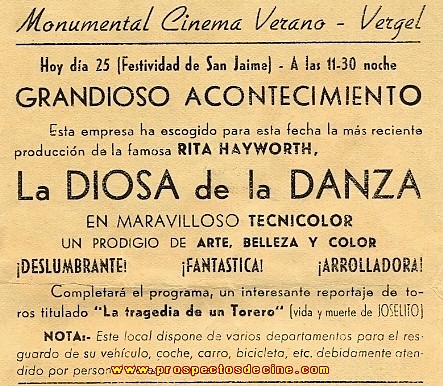 Monumental Cinema Verano - Vergel
Hoy día 25 (Festividad de San Jaime) - A las 11-30 noche
GRANDIOSO ACONTECIMIENTO
Esta empresa ha escogido para esta fecha la más reciente
producción de la famosa RITA HAYWORTH,
La DIOSA de la DANZA
EN MARAVILLOSO TECNICOLOR
UN PRODIGIO DE ARTE, BELLEZA Y COLOR
¡DESLUMBRANTE! ¡FANTASTICA! ¡ARROLLADORA!
Completará el programa, un interesante reportaje de to-
ros titulado "La tragedia de un Torero" (vida y muerte de JOSELITO)
NOTA:- Este local dispone de varios departamentos para el res-
guardo de su vehículo, coche, carro, bicicleta, etc. debidamente aten-
dido por person
www.prospectosdecine.com